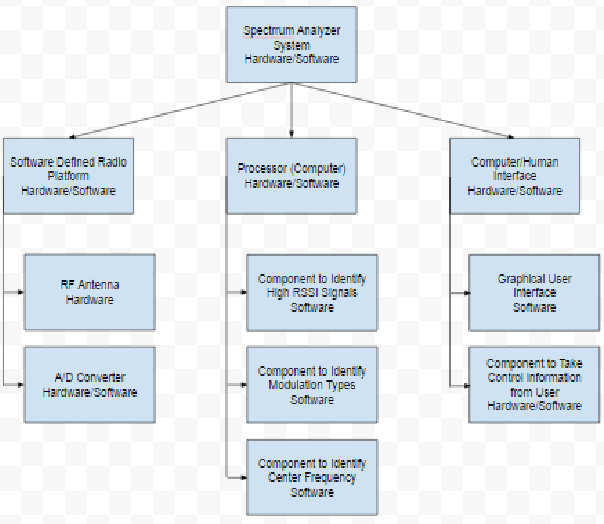 Spectrrum Analyzer
System
Hardware/Software
Software Defined Radio
Platform
Hardware/Software
Processor (Computer)
Hardware/Software
Computer/Human
Interface
Hardware/Software
RF Antenna
Hardware
A/D Converter
Hardware/Software
Component to Identify
High RSSI Signals
Software
Component to Identify
Modulation Types
Software
Component to Identify
Center Frequency
Software
Graphical User
Interface
Software
Component to Take
Control Information
from User
Hardware/Software